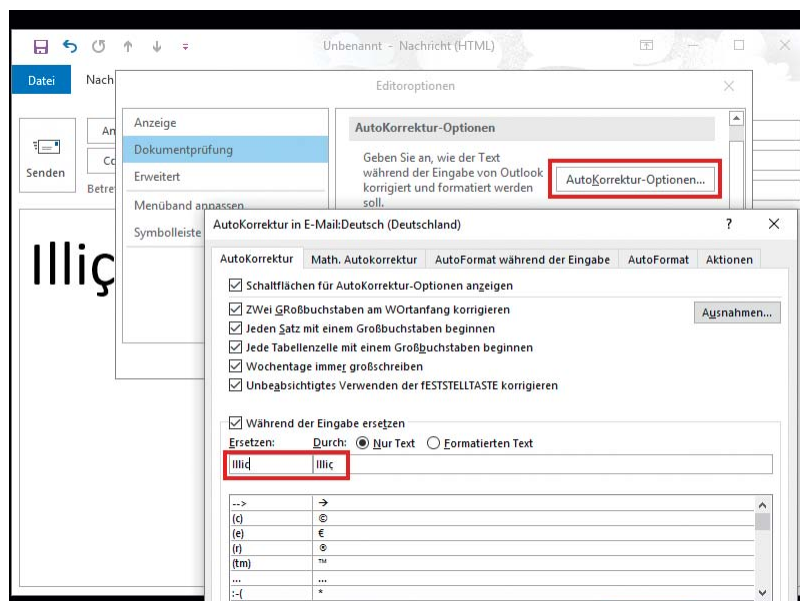 Unbenannt - Nachricht (HTML)
Datei
Nach
Editoroptionen
Anzeige
Dokumentprüfung
Erweitert
Menüband anpassen
Symbolleiste
AutoKorrektur-Optionen
Geben Sie an, wie der Text
während der Eingabe von Outlook
korrigiert und formatiert werden
soll.
AutoKorrektur-Optionen...
Senden
An
Cc
Betre
Illiç
AutoKorrektur in E-Mail:Deutsch (Deutschland)
?
AutoKorrektur
Math. Autokorrektur
AutoFormat während der Eingabe
AutoFormat
Aktionen
Schaltflächen für AutoKorrektur-Optionen anzeigen
ZWei GRoßbuchstaben am WOrtanfang korrigieren
Ausnahmen...
Jeden Satz mit einem Großbuchstaben beginnen
Jede Tabellenzelle mit einem Großbuchstaben beginnen
Wochentage immer großschreiben
Unbeabsichtigtes Verwenden der fESTSTELLTASTE korrigieren
Während der Eingabe ersetzen
Ersetzen: Durch: Nur Text Formatierten Text
Illiç Illiç
--> →
(c) ©
(e) €
(r) ®
(tm) ™
... ...
:-( *